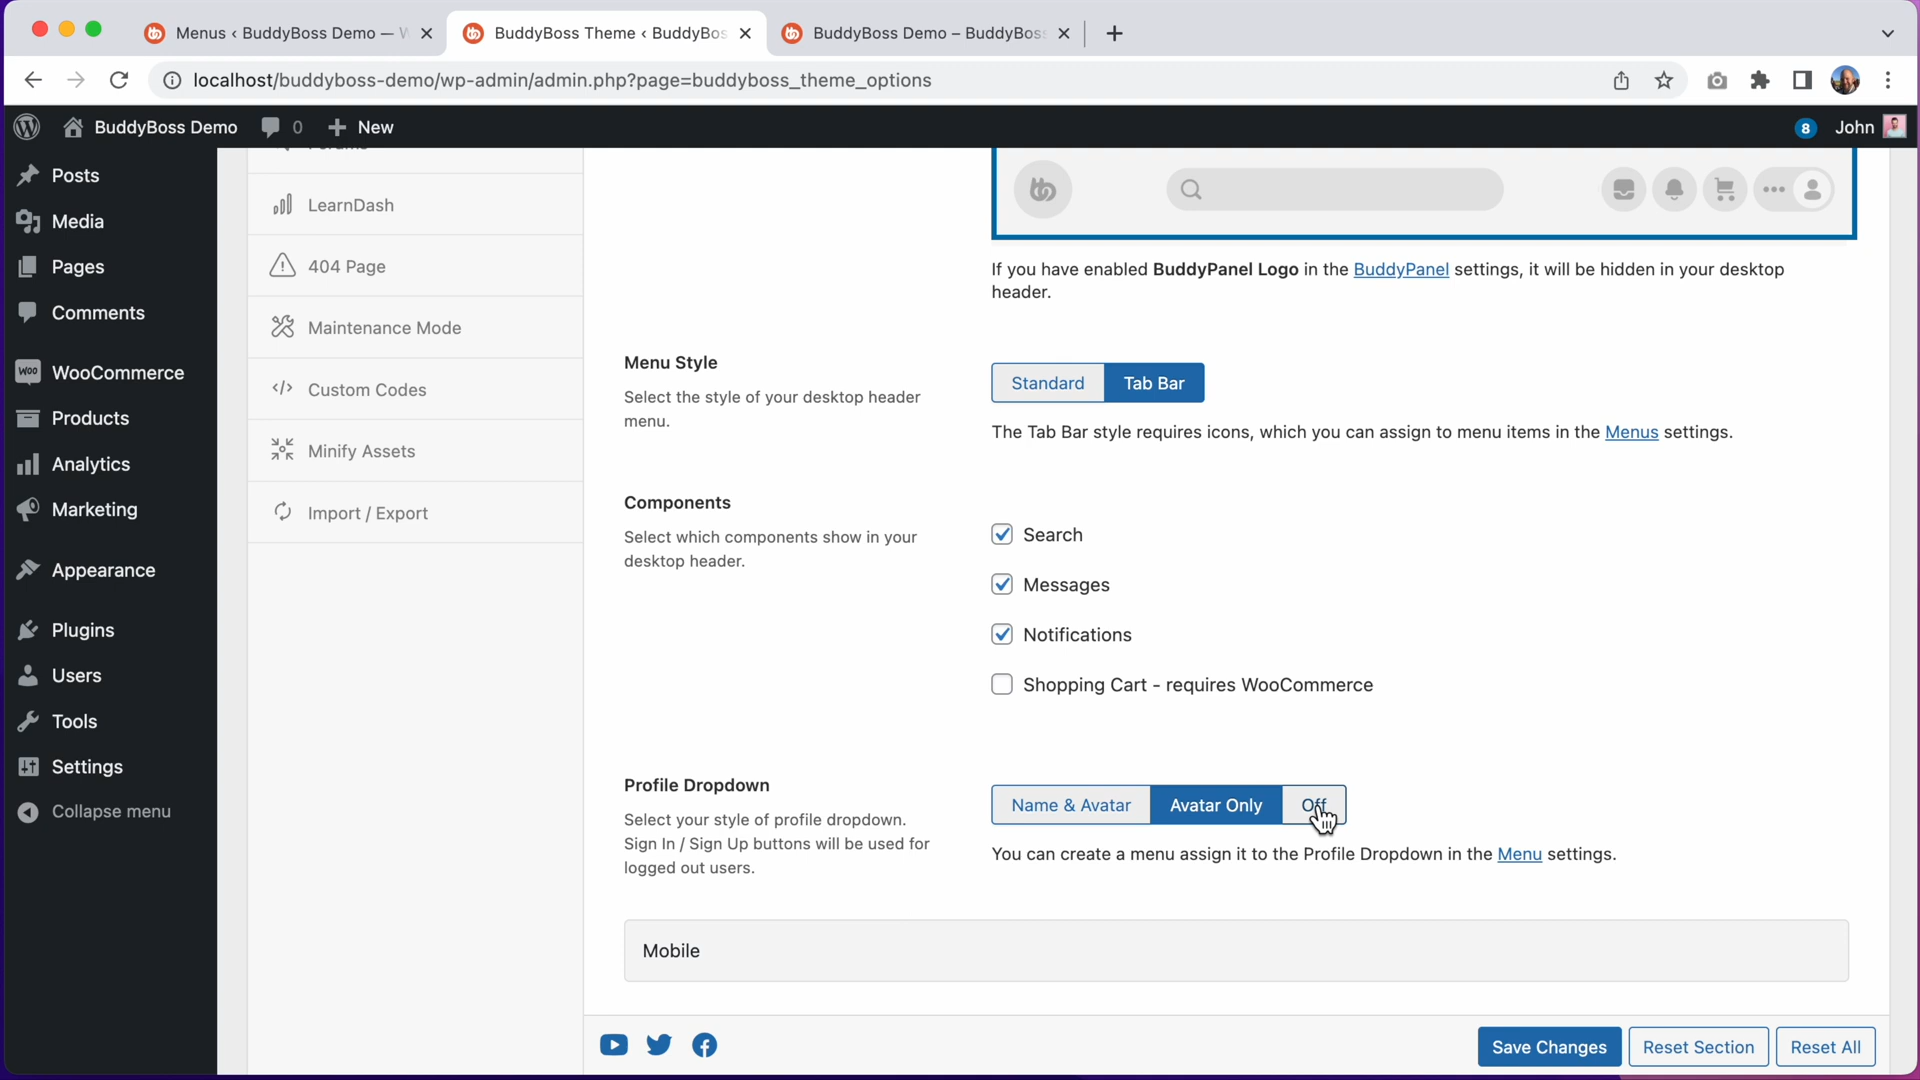 Menus ‹ BuddyBoss Demo — W
BuddyBoss Theme ‹ BuddyBos
BuddyBoss Demo – BuddyBoss
localhost/buddyboss-demo/wp-admin/admin.php?page=buddyboss_theme_options
BuddyBoss Demo
0
New
8
John
Posts
Media
Pages
Comments
WooCommerce
Products
Analytics
Marketing
Appearance
Plugins
Users
Tools
Settings
Collapse menu
Forums
LearnDash
404 Page
Maintenance Mode
Custom Codes
Minify Assets
Import / Export
If you have enabled BuddyPanel Logo in the BuddyPanel settings, it will be hidden in your desktop
header.
Menu Style
Select the style of your desktop header
menu.
Standard
Tab Bar
The Tab Bar style requires icons, which you can assign to menu items in the Menus settings.
Components
Select which components show in your
desktop header.
Search
Messages
Notifications
Shopping Cart - requires WooCommerce
Profile Dropdown
Select your style of profile dropdown.
Sign In / Sign Up buttons will be used for
logged out users.
Name & Avatar
Avatar Only
Off
You can create a menu assign it to the Profile Dropdown in the Menu settings.
Mobile
Save Changes
Reset Section
Reset All